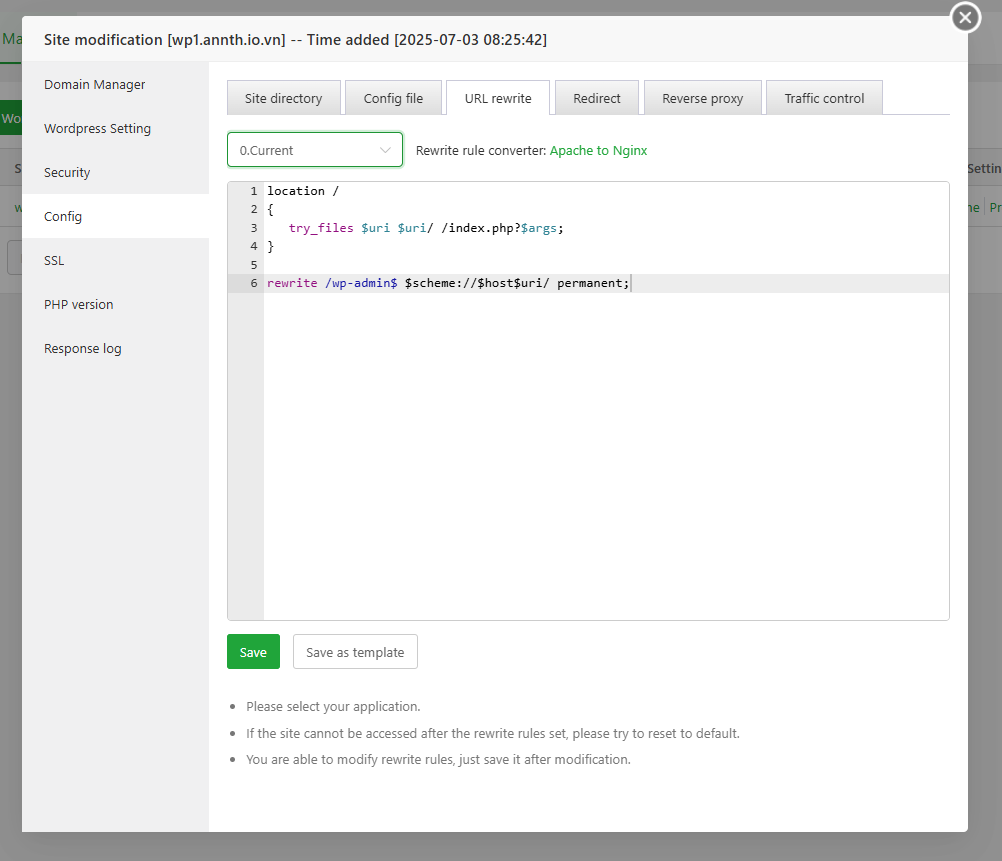 Site modification [wp1.annth.io.vn] -- Time added [2025-07-03 08:25:42]
Ma
Wo
S
w
Settin
ne Pr
Domain Manager
Wordpress Setting
Security
Config
SSL
PHP version
Response log
Site directory Config file URL rewrite Redirect Reverse proxy Traffic control
0.Current Rewrite rule converter: Apache to Nginx
1 location /
2 {
3 try_files $uri $uri/ /index.php?$args;
4 }
5
6 rewrite /wp-admin$ $scheme://$host$uri/ permanent;
Save Save as template
• Please select your application.
• If the site cannot be accessed after the rewrite rules set, please try to reset to default.
• You are able to modify rewrite rules, just save it after modification.